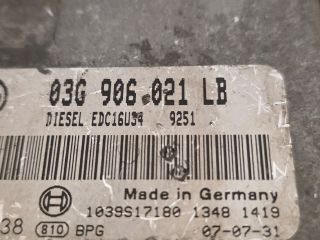 03G 906 021 LB
DIESEL EDC16U34 9251
Made in Germany
1039S17180 1348 1419
38 810 BPG 07-07-31